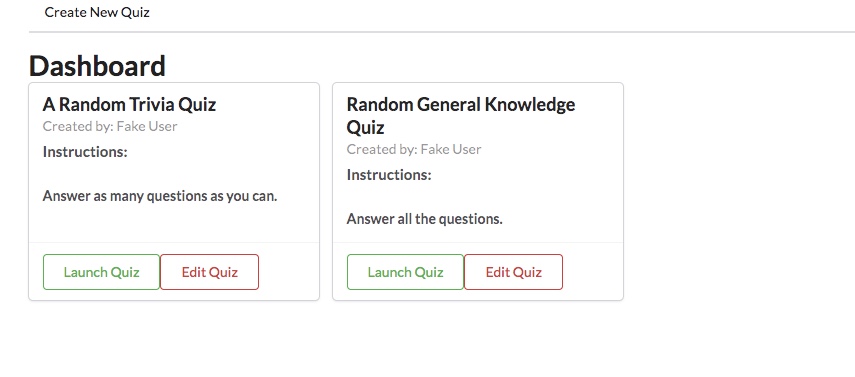 Create New Quiz
Dashboard
A Random Trivia Quiz
Created by: Fake User
Instructions:
Answer as many questions as you can.
Launch Quiz
Edit Quiz
Random General Knowledge
Quiz
Created by: Fake User
Instructions:
Answer all the questions.
Launch Quiz
Edit Quiz